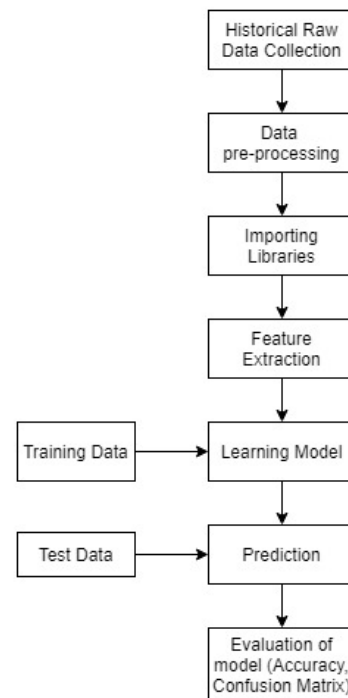 Historical Raw
Data Collection
Data
pre-processing
Importing
Libraries
Feature
Extraction
Training Data
Learning Model
Test Data
Prediction
Evaluation of
model (Accuracy,
Confusion Matrix)